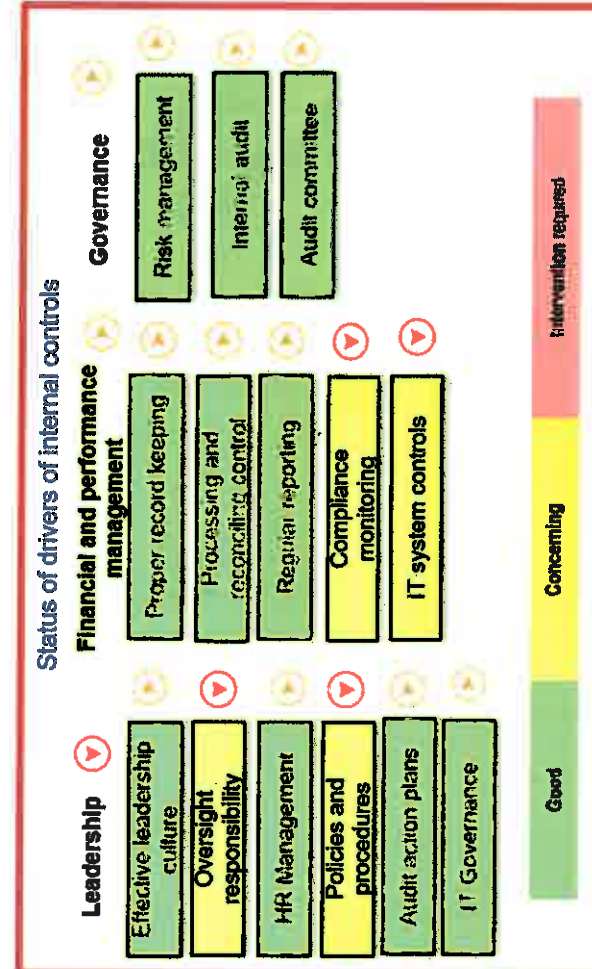 Status of drivers of internal controls
Leadership
Effective leadership
culture
Oversight
responsibility
HR Management
Policies and
procedures
Audit action plans
IT Governance
Financial and performance
management
Proper record keeping
Processing and
reconciling control
Regular reporting
Compliance
monitoring
IT system controls
Governance
Risk management
Internal audit
Audit committee
Good
Concerning
Intervention required